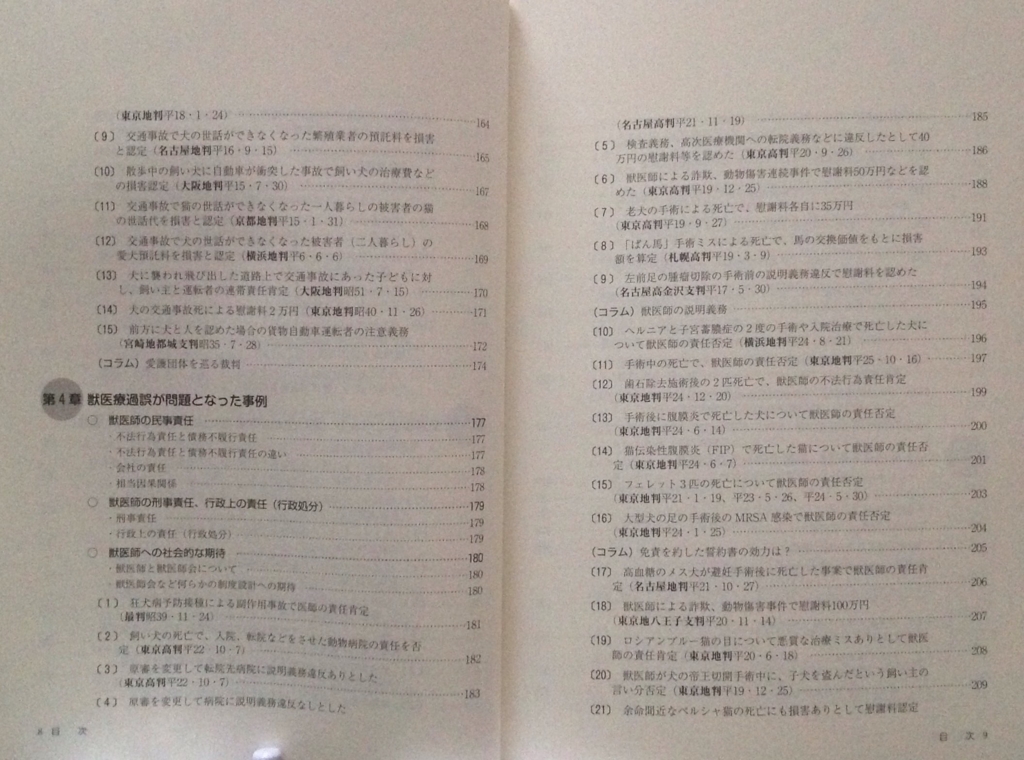 （東京地判平18・1・24）……164
〔9〕 交通事故で犬の世話ができなくなった繁殖業者の預託料を損害
と認定（名古屋地判平16・9・15）……165
〔10〕 散歩中の飼い犬に自動車が衝突した事故で飼い犬の治療費など
の損害認定（大阪地判平15・7・30）……167
〔11〕 交通事故で猫の世話ができなくなった一人暮らしの被害者の猫
の世話代を損害と認定（京都地判平15・1・31）……168
〔12〕 交通事故で犬の世話ができなくなった被害者（二人暮らし）の
愛犬預託料を損害と認定（横浜地判平6・6・6）……169
〔13〕 犬に襲われ飛び出した道路上で交通事故にあった子どもに対
し、飼い主と運転者の連帯責任肯定（大阪地判昭51・7・15）……170
〔14〕 犬の交通事故死による慰謝料2万円（東京地判昭40・11・26）……171
〔15〕 前方に犬と人を認めた場合の貨物自動車運転者の注意義務
（宮崎地都城支判昭35・7・28）……172
（コラム）愛護団体を巡る裁判……174
第4章 獣医療過誤が問題となった事例
○ 獣医師の民事責任……177
・不法行為責任と債務不履行責任……177
・不法行為責任と債務不履行責任の違い……177
・会社の責任……178
・相当因果関係……178
○ 獣医師の刑事責任、行政上の責任（行政処分）……179
・刑事責任……179
・行政上の責任（行政処分）……179
○ 獣医師への社会的な期待……180
・獣医師と獣医師会について……180
・獣医師会など何らかの制度設計への期待……180
〔1〕 狂犬病予防接種による副作用事故で医師の責任肯定
（最判昭39・11・24）……181
〔2〕 飼い犬の死亡で、入院、転院などをさせた動物病院の責任を否
定（東京高判平22・10・7）……182
〔3〕 原審を変更して転院先病院に説明義務違反ありとした
（東京高判平22・10・7）……183
〔4〕 原審を変更して病院に説明義務違反なしとした
8 目 次
（名古屋高判平21・11・19）……185
〔5〕 検査義務、高次医療機関への転院義務などに違反したとして40
万円の慰謝料等を認めた（東京高判平20・9・26）……186
〔6〕 獣医師による詐欺、動物傷害連続事件で慰謝料50万円などを認
めた（東京高判平19・12・25）……188
〔7〕 老犬の手術による死亡で、慰謝料各自に35万円
（東京高判平19・9・27）……191
〔8〕 「ばん馬」手術ミスによる死亡で、馬の交換価値をもとに損害
額を算定（札幌高判平19・3・9）……193
〔9〕 左前足の腫瘤切除の手術前の説明義務違反で慰謝料を認めた
（名古屋高金沢支判平17・5・30）……194
（コラム）獣医師の説明義務……195
〔10〕 ヘルニアと子宮蓄膿症の2度の手術や入院治療で死亡した犬に
ついて獣医師の責任否定（横浜地判平24・8・21）……196
〔11〕 手術中の死亡で、獣医師の責任否定（東京地判平25・10・16）……197
〔12〕 歯石除去施術後の2匹死亡で、獣医師の不法行為責任肯定
（東京地判平24・12・20）……199
〔13〕 手術後に腹膜炎で死亡した犬について獣医師の責任否定
（東京地判平24・6・14）……200
〔14〕 猫伝染性腹膜炎（FIP）で死亡した猫について獣医師の責任否
定（東京地判平24・6・7）……201
〔15〕 フェレット3匹の死亡について獣医師の責任否定
（東京地判平21・1・19、平23・5・26、平24・5・30）……203
〔16〕 大型犬の足の手術後のMRSA感染で獣医師の責任否定
（東京地判平24・1・25）……204
（コラム）免責を約した誓約書の効力は？……205
〔17〕 高血糖のメス犬が避妊手術後に死亡した事案で獣医師の責任肯
定（名古屋地判平21・10・27）……206
〔18〕 獣医師による詐欺、動物傷害事件で慰謝料100万円
（東京地八王子支判平20・11・14）……207
〔19〕 ロシアンブルー猫の目について悪質な治療ミスありとして獣医
師の責任肯定（東京地判平20・6・18）……208
〔20〕 獣医師が犬の帝王切開手術中に、子犬を盗んだという飼い主の
言い分否定（東京地判平19・12・25）……209
〔21〕 余命間近なペルシャ猫の死亡にも損害ありとして慰謝料認定
目 次 9